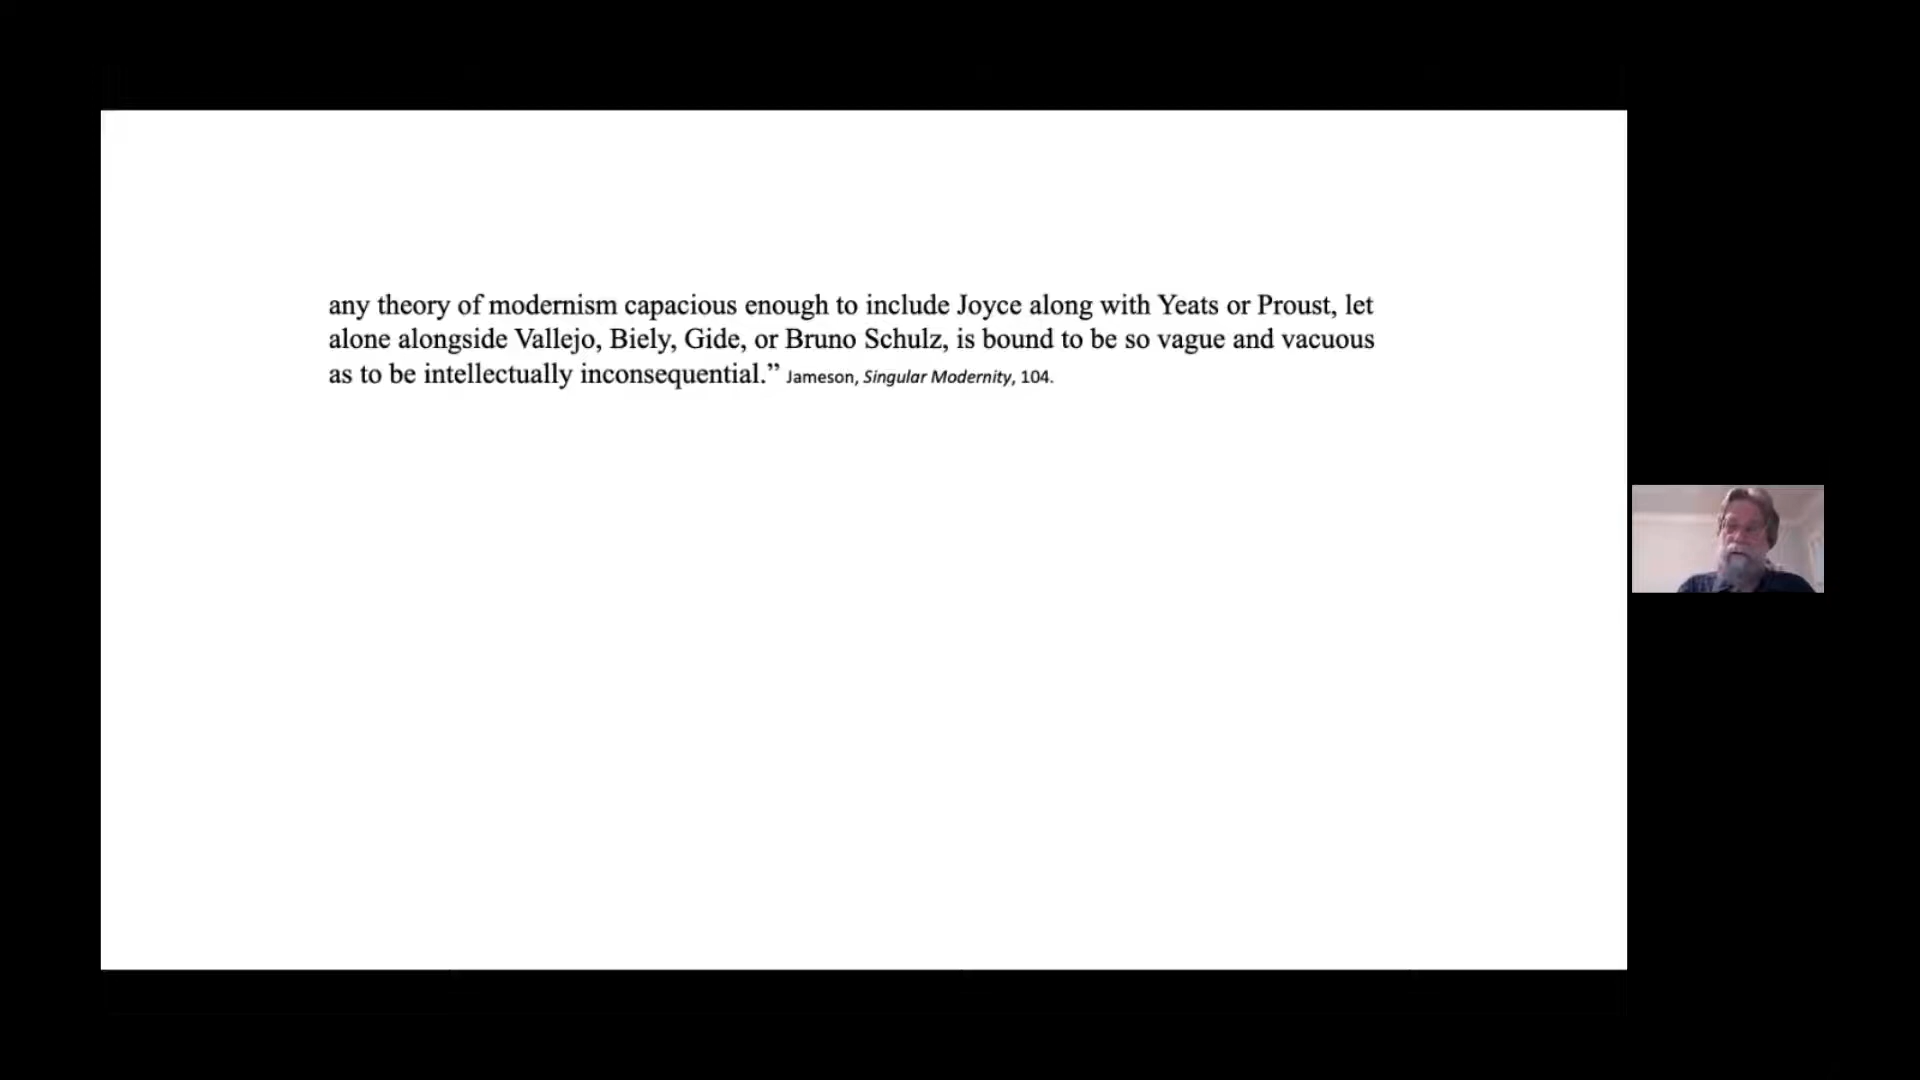 any theory of modernism capacious enough to include Joyce along with Yeats or Proust, let
alone alongside Vallejo, Biely, Gide, or Bruno Schulz, is bound to be so vague and vacuous
as to be intellectually inconsequential.” Jameson, Singular Modernity, 104.